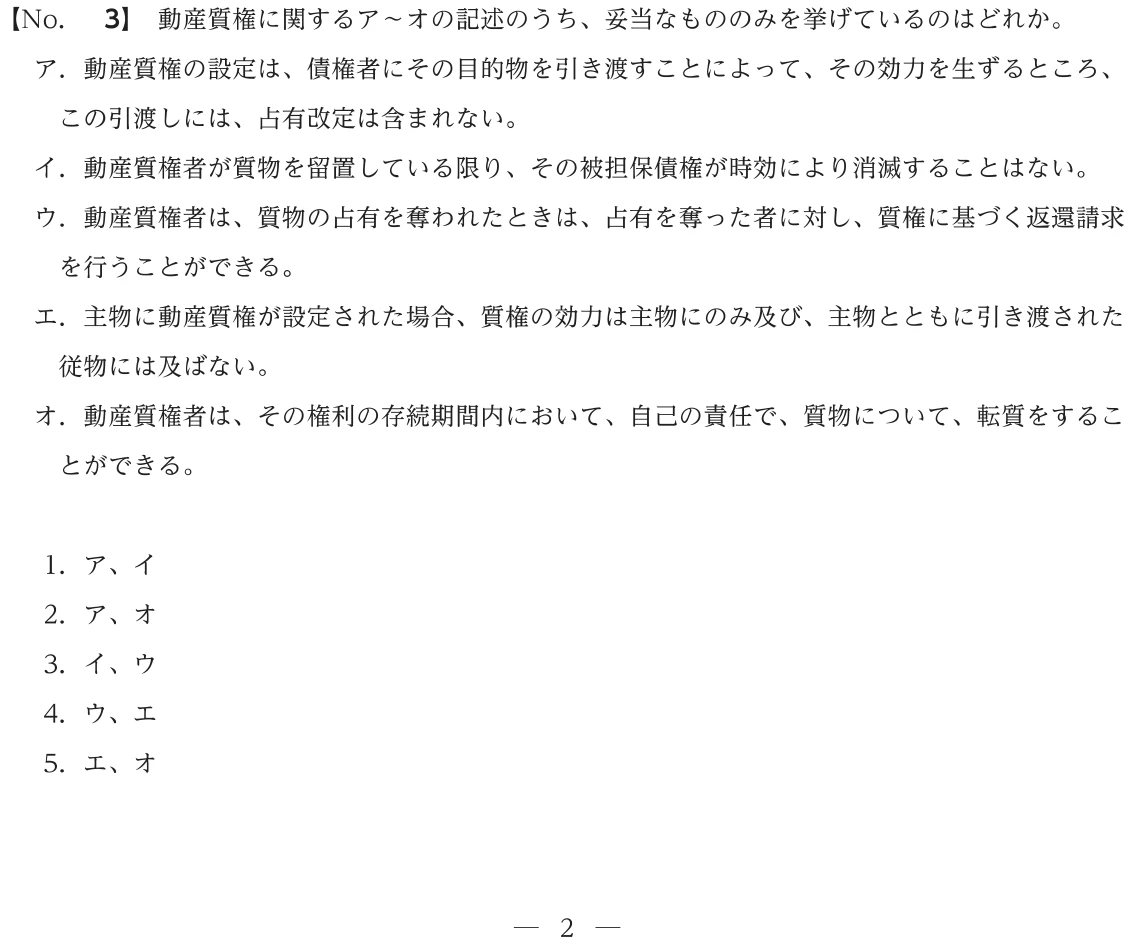 【No. 3】 動産質権に関するア～オの記述のうち、妥当なもののみを挙げているのはどれか。
ア．動産質権の設定は、債権者にその目的物を引き渡すことによって、その効力を生ずるところ、
この引渡しには、占有改定は含まれない。
イ．動産質権者が質物を留置している限り、その被担保債権が時効により消滅することはない。
ウ．動産質権者は、質物の占有を奪われたときは、占有を奪った者に対し、質権に基づく返還請求
を行うことができる。
エ．主物に動産質権が設定された場合、質権の効力は主物にのみ及び、主物とともに引き渡された
従物には及ばない。
オ．動産質権者は、その権利の存続期間内において、自己の責任で、質物について、転質をするこ
とができる。
1．ア、イ
2．ア、オ
3．イ、ウ
4．ウ、エ
5．エ、オ
― 2 ―